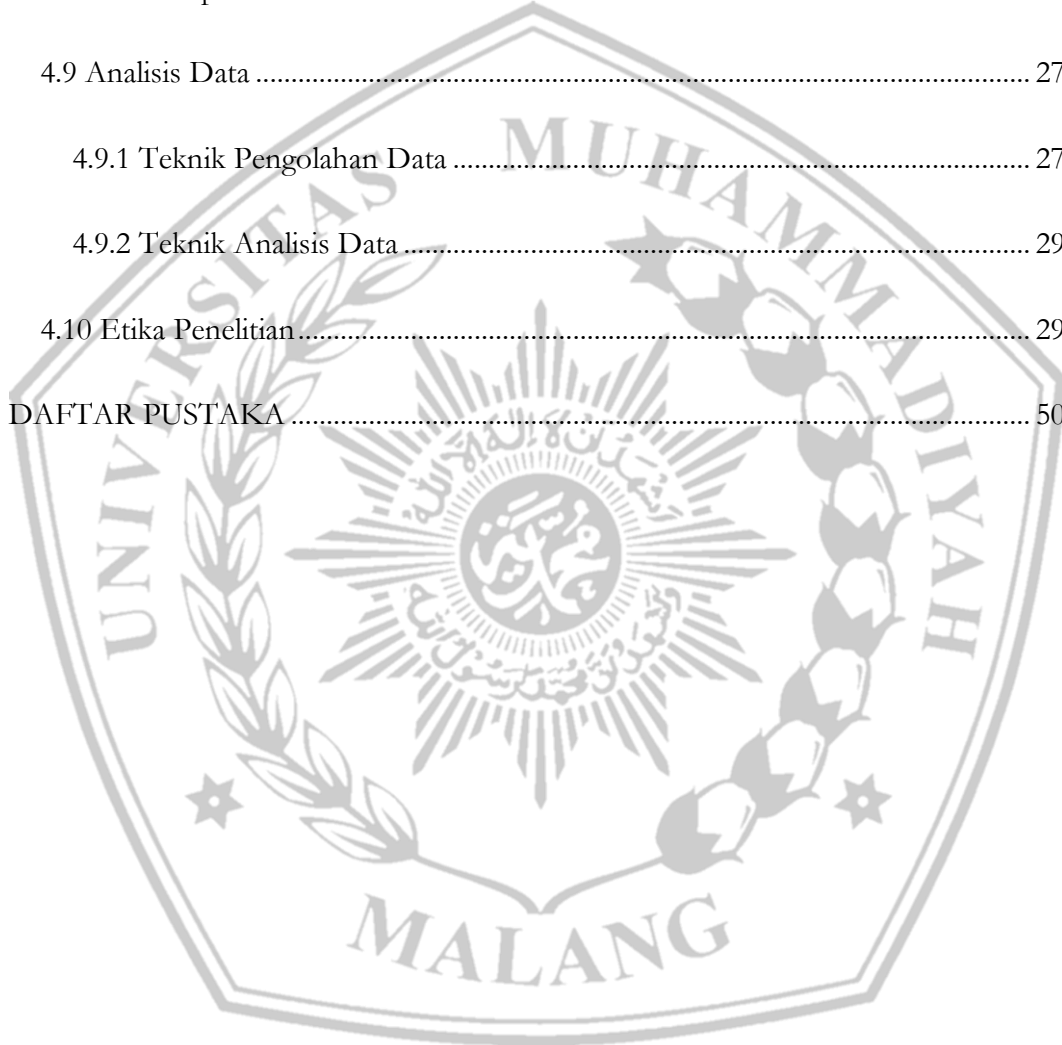 4.9 Analisis Data ........ 27
4.9.1 Teknik Pengolahan Data ........ 27
4.9.2 Teknik Analisis Data ........ 29
4.10 Etika Penelitian ........ 29
DAFTAR PUSTAKA ........ 50
UNIVERSITAS MUHAMMADIYAH
MALANG